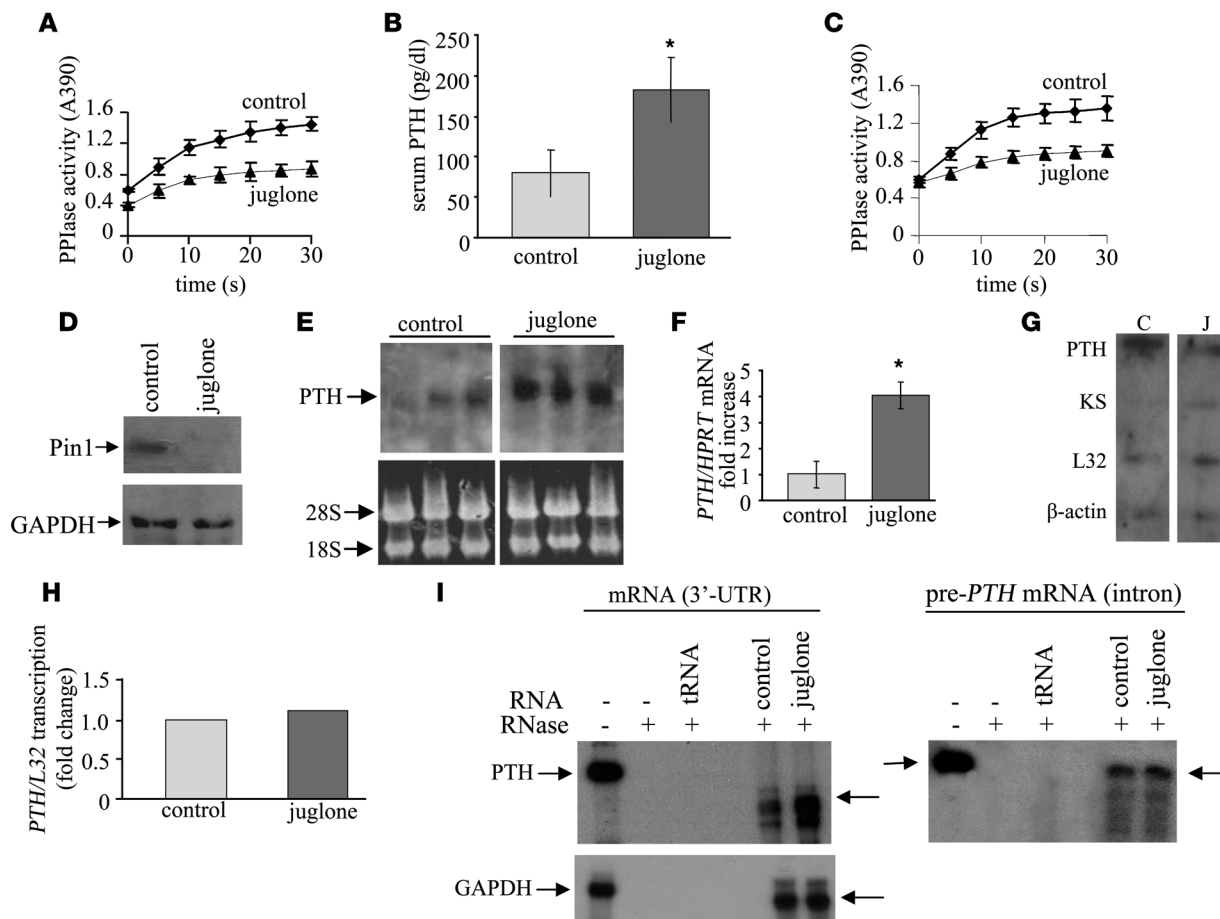 A
PPIase activity (A390)
1.6
1.2
0.8
0.4
0
control
juglone
0 10 20 30
time (s)
B
serum PTH (pg/dl)
250
200
150
100
50
0
*
control juglone
C
PPIase activity (A390)
1.6
1.2
0.8
0.4
0
control
juglone
0 10 20 30
time (s)
D
control juglone
Pin1
GAPDH
E
control juglone
PTH
28S
18S
F
PTH/HPRT mRNA
fold increase
5
4
3
2
1
0
*
control juglone
G
C J
PTH
KS
L32
β-actin
H
PTH/L32 transcription
(fold change)
1.5
1.0
0.5
0
control juglone
I
mRNA (3'-UTR)
RNA - - tRNA control juglone
RNase - + + + +
PTH
GAPDH
pre-PTH mRNA (intron)
- - tRNA control juglone
- + + + +